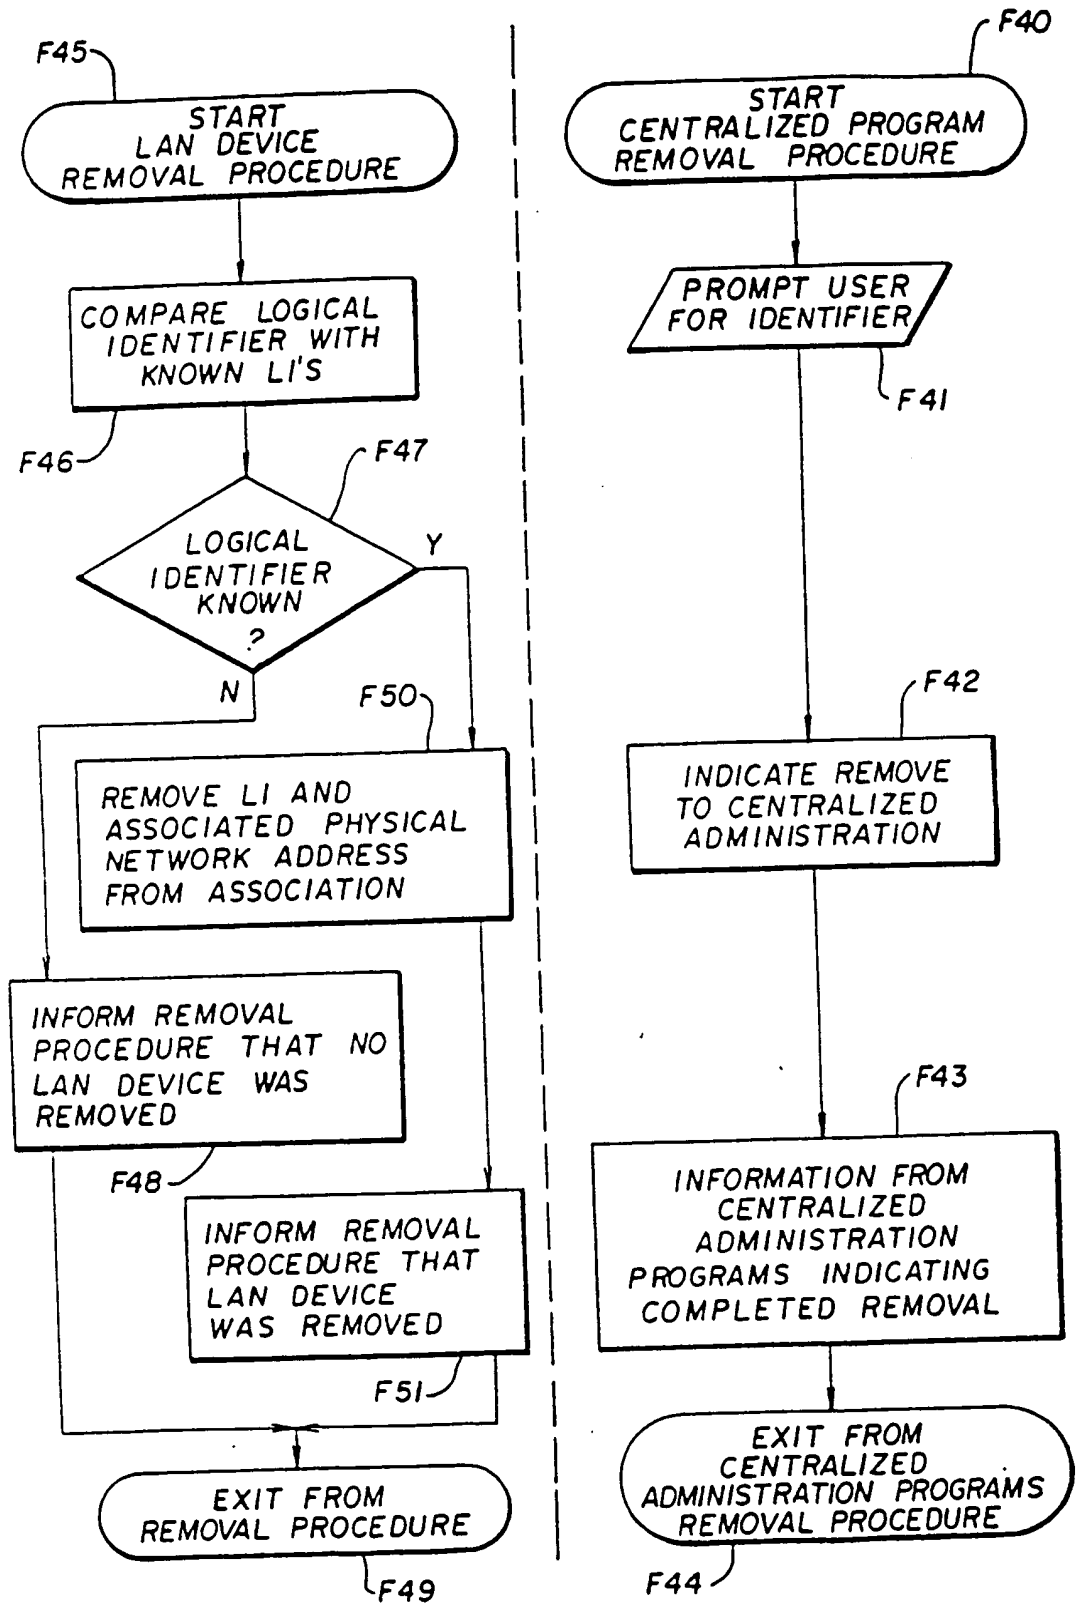 F45
START
LAN DEVICE
REMOVAL PROCEDURE
COMPARE LOGICAL
IDENTIFIER WITH
KNOWN LI'S
F46
F47
LOGICAL
IDENTIFIER
KNOWN
?
Y
N
F50
REMOVE LI AND
ASSOCIATED PHYSICAL
NETWORK ADDRESS
FROM ASSOCIATION
INFORM REMOVAL
PROCEDURE THAT NO
LAN DEVICE WAS
REMOVED
F48
INFORM REMOVAL
PROCEDURE THAT
LAN DEVICE
WAS REMOVED
F51
EXIT FROM
REMOVAL PROCEDURE
F49
F40
START
CENTRALIZED PROGRAM
REMOVAL PROCEDURE
PROMPT USER
FOR IDENTIFIER
F41
F42
INDICATE REMOVE
TO CENTRALIZED
ADMINISTRATION
F43
INFORMATION FROM
CENTRALIZED
ADMINISTRATION
PROGRAMS INDICATING
COMPLETED REMOVAL
EXIT FROM
CENTRALIZED
ADMINISTRATION PROGRAMS
REMOVAL PROCEDURE
F44